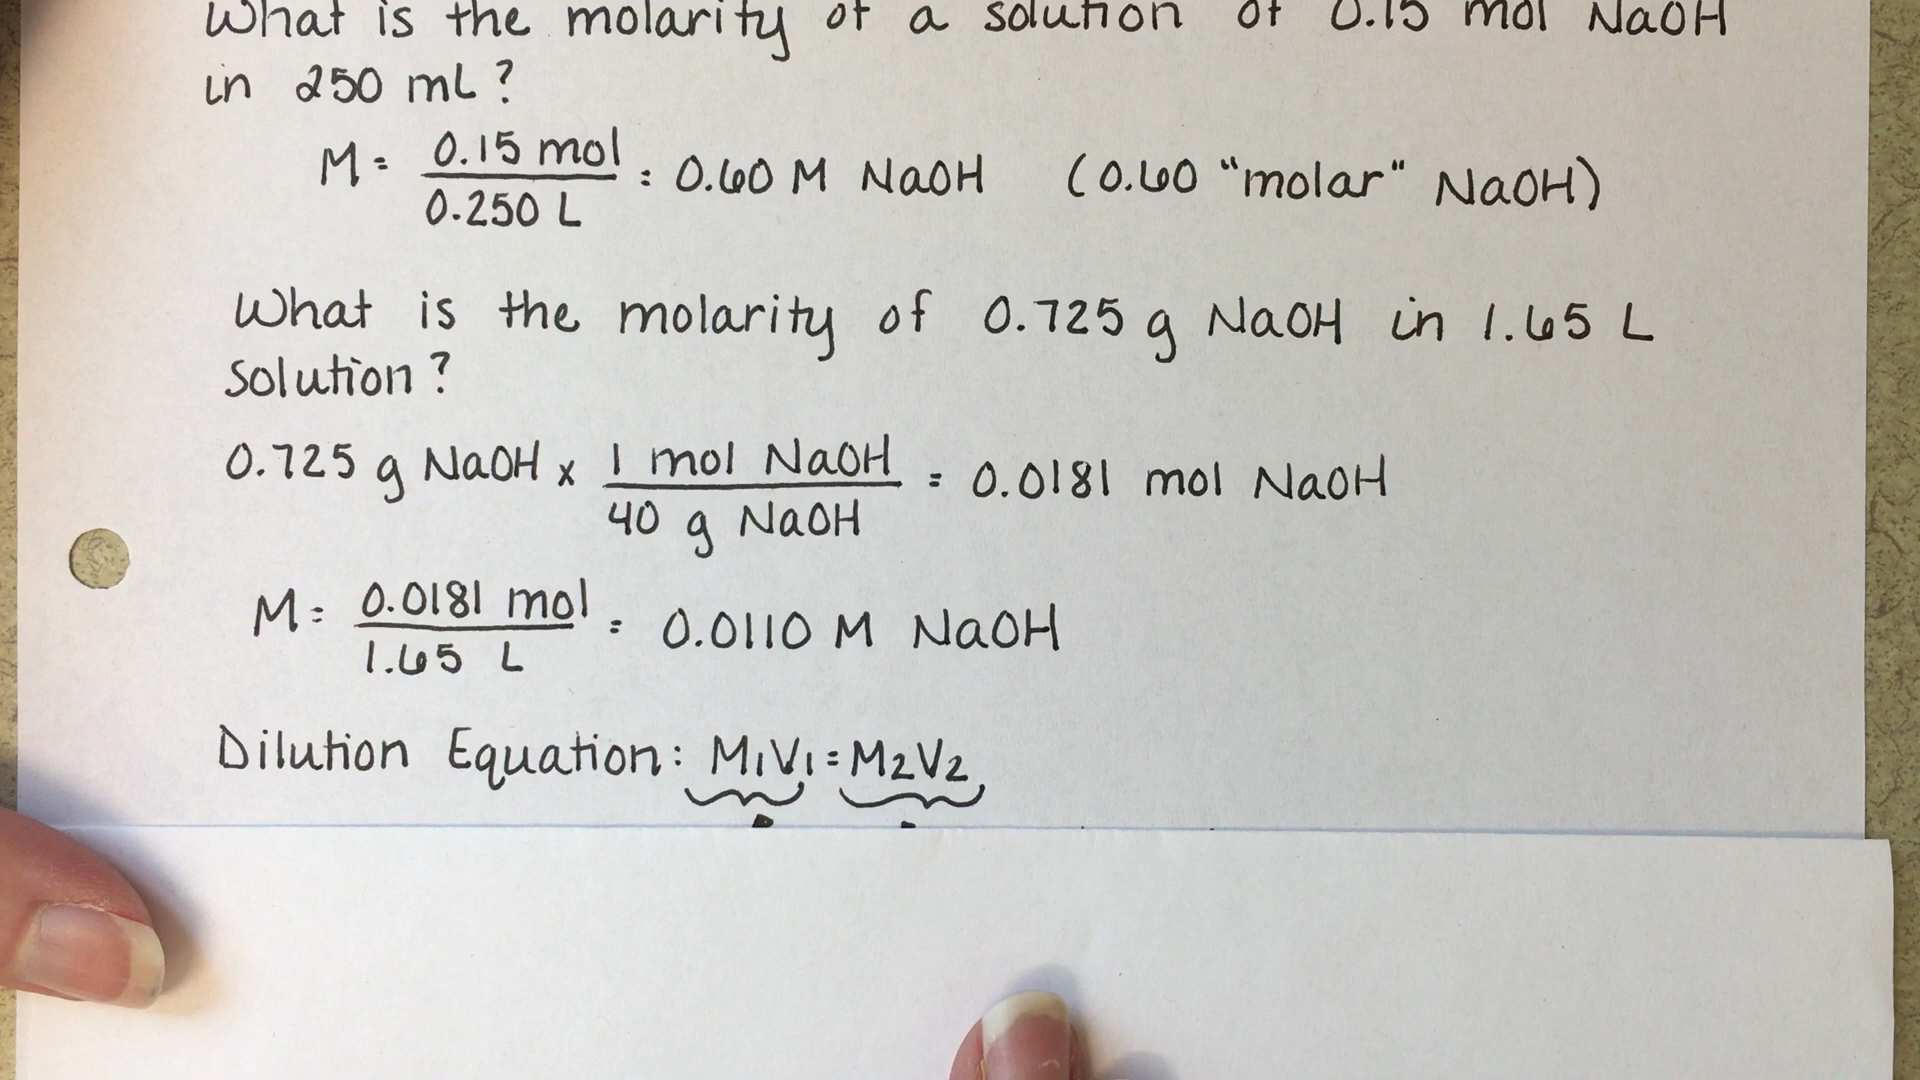 What is the molarity of a solution of 0.15 mol NaOH
in 250 mL?
M = 0.15 mol / 0.250 L = 0.60 M NaOH (0.60 "molar" NaOH)
What is the molarity of 0.725 g NaOH in 1.65 L
solution?
0.725 g NaOH x 1 mol NaOH / 40 g NaOH = 0.0181 mol NaOH
M = 0.0181 mol / 1.65 L = 0.0110 M NaOH
Dilution Equation: M1V1 = M2V2